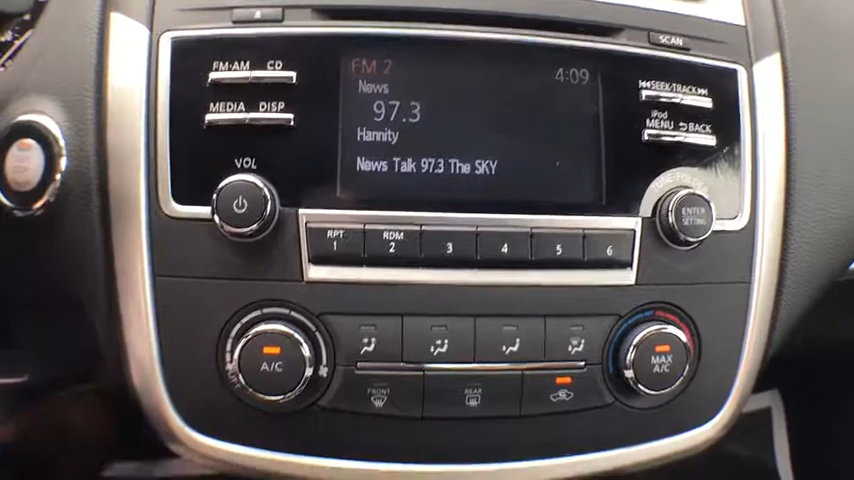 SCAN
FM·AM CD
MEDIA DISP
VOL
FM 2
4:09
News
97.3
Hannity
News Talk 97.3 The SKY
SEEK/TRACK
iPod
MENU BACK
TUNE·FOLDER
ENTER
SETTING
RPT
1
RDM
2
3
4
5
6
A/C
FRONT
REAR
MAX
A/C